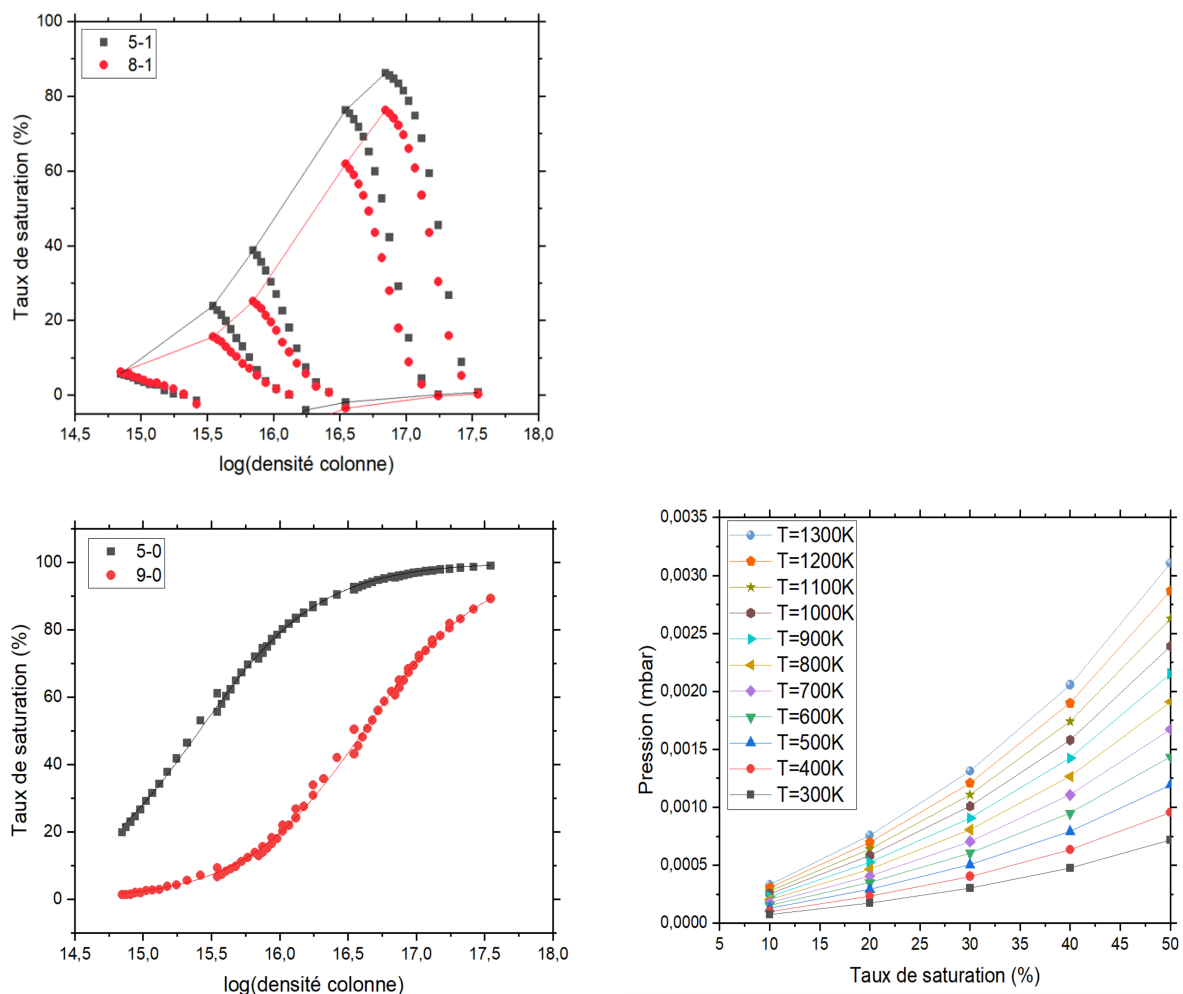 100
80
60
40
20
0
Taux de saturation (%)
5-1
8-1
14,5 15,0 15,5 16,0 16,5 17,0 17,5 18,0
log(densité colonne)
100
80
60
40
20
0
Taux de saturation (%)
5-0
9-0
14,5 15,0 15,5 16,0 16,5 17,0 17,5 18,0
log(densité colonne)
0,0035
0,0030
0,0025
0,0020
0,0015
0,0010
0,0005
0,0000
Pression (mbar)
T=1300K
T=1200K
T=1100K
T=1000K
T=900K
T=800K
T=700K
T=600K
T=500K
T=400K
T=300K
5 10 15 20 25 30 35 40 45 50
Taux de saturation (%)